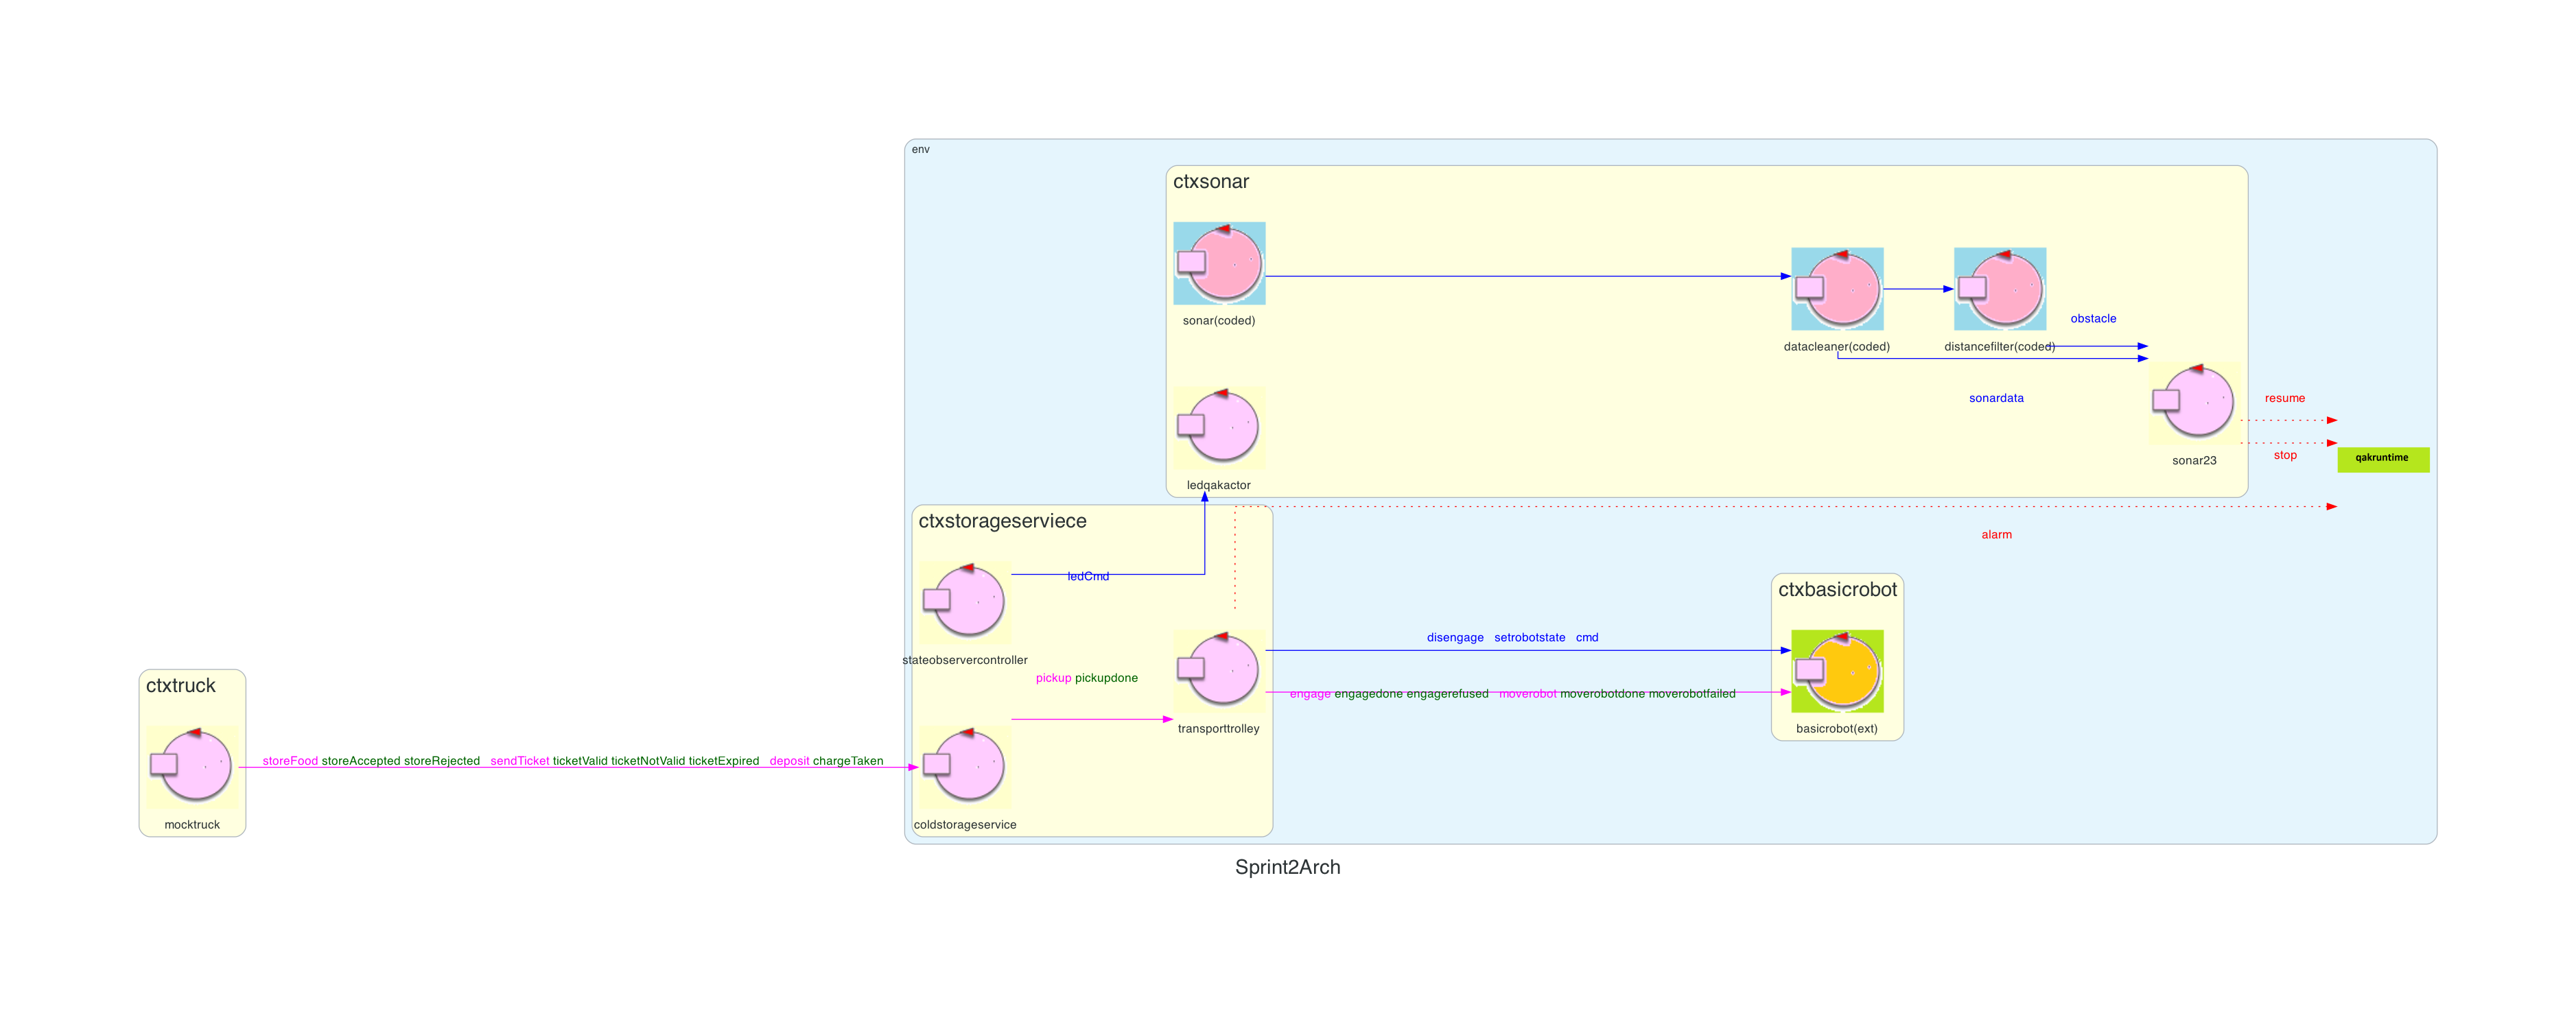 env
ctxsonar
sonar(coded)
datacleaner(coded)
distancefilter(coded)
obstacle
sonardata
resume
stop
sonar23
qakruntime
ledqakactor
ctxstorageserviece
alarm
ledCmd
stateobservercontroller
pickup pickupdone
transporttrolley
coldstorageservice
disengage setrobotstate cmd
engage engagedone engagerefused moverobot moverobotdone moverobotfailed
ctxbasicrobot
basicrobot(ext)
ctxtruck
mocktruck
storeFood storeAccepted storeRejected sendTicket ticketValid ticketNotValid ticketExpired deposit chargeTaken
Sprint2Arch